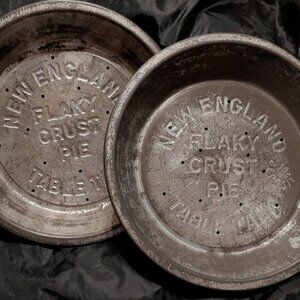 NEW ENGLAND
FLAKY
CRUST
PIE
TABLE
NEW ENGLAND
FLAKY
CRUST
PIE
TABLE